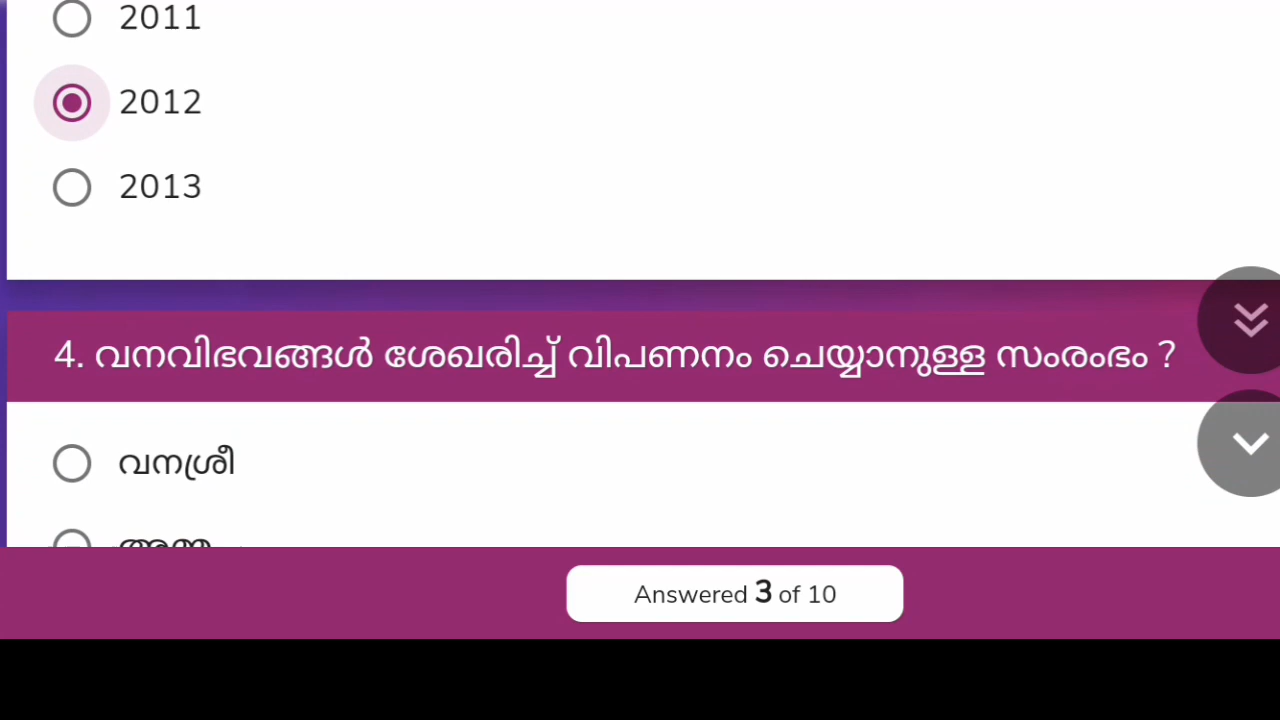 2011
2012
2013
4. വനവിഭവങ്ങൾ ശേഖരിച്ച് വിപണനം ചെയ്യാനുള്ള സംരംഭം ?
വനശ്രീ
Answered 3 of 10